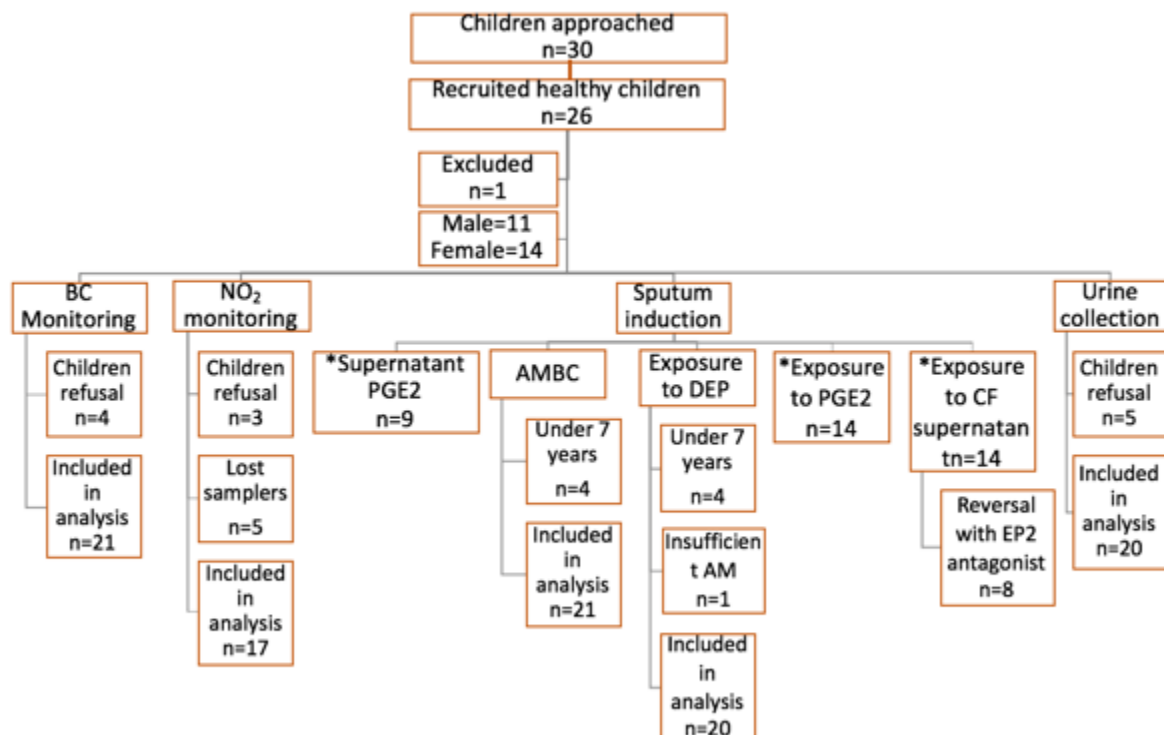 Children approached
n=30
Recruited healthy children
n=26
Excluded
n=1
Male=11
Female=14
BC
Monitoring
Children
refusal
n=4
Included
in
analysis
n=21
NO₂
monitoring
Children
refusal
n=3
Lost
samplers
n=5
Included
in
analysis
n=17
Sputum
induction
*Supernatant
PGE2
n=9
AMBC
Under 7
years
n=4
Included
in
analysis
n=21
Exposure
to DEP
Under 7
years
n=4
Insufficien
t AM
n=1
Included
in
analysis
n=20
*Exposure
to PGE2
n=14
*Exposure
to CF
supernatan
tn=14
Reversal
with EP2
antagonist
n=8
Urine
collection
Children
refusal
n=5
Included
in
analysis
n=20